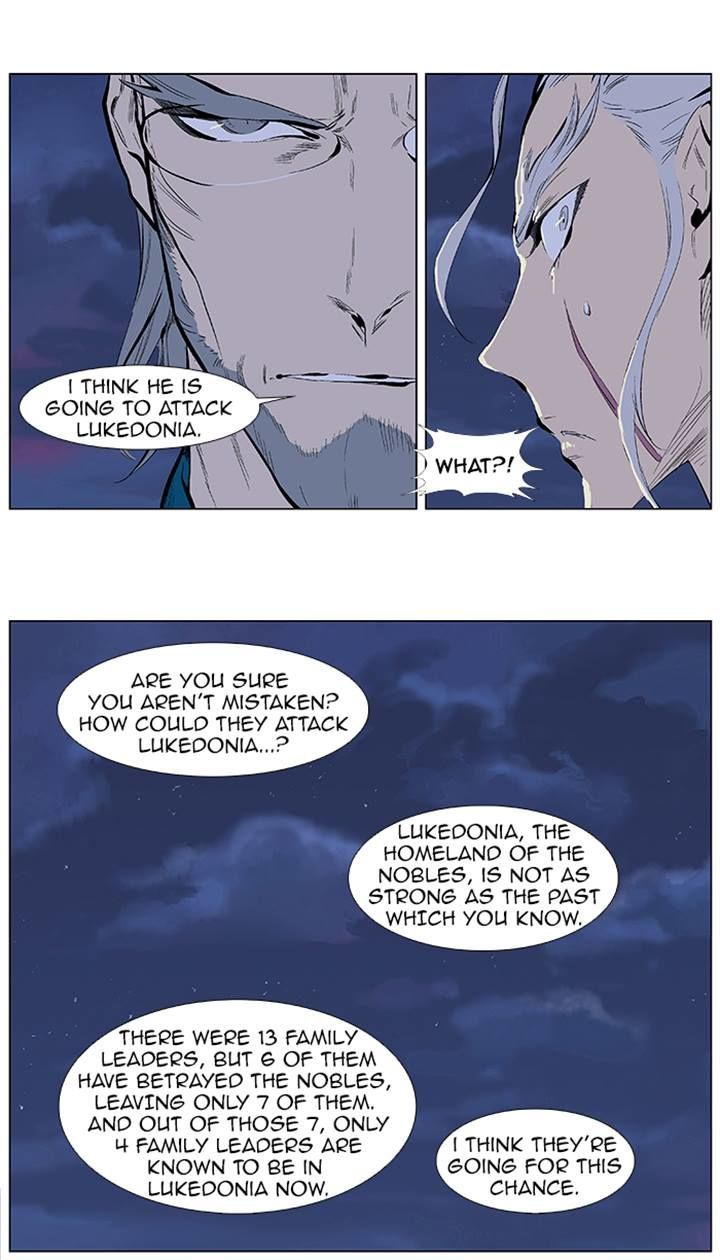 I THINK HE IS
GOING TO ATTACK
LUKEDONIA.
WHAT?!
ARE YOU SURE
YOU AREN'T MISTAKEN?
HOW COULD THEY ATTACK
LUKEDONIA...?
LUKEDONIA, THE
HOMELAND OF THE
NOBLES, IS NOT AS
STRONG AS THE PAST
WHICH YOU KNOW.
THERE WERE 13 FAMILY
LEADERS, BUT 6 OF THEM
HAVE BETRAYED THE NOBLES,
LEAVING ONLY 7 OF THEM.
AND OUT OF THOSE 7, ONLY
4 FAMILY LEADERS ARE
KNOWN TO BE IN
LUKEDONIA NOW.
I THINK THEY'RE
GOING FOR THIS
CHANCE.